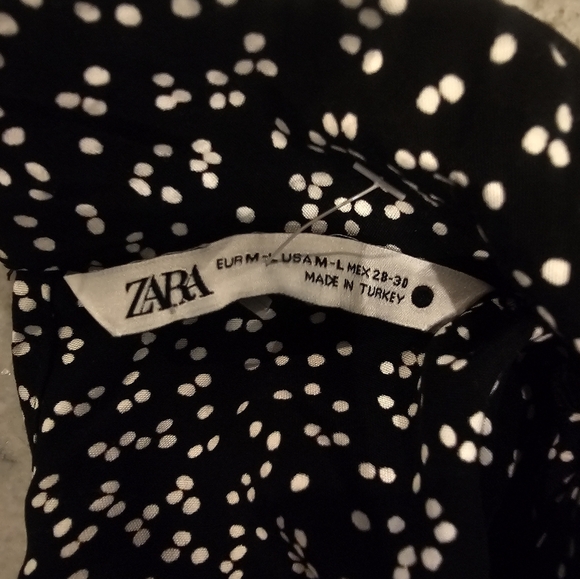 ZARA
EUR M-L USA M-L MEX 28-30
MADE IN TURKEY